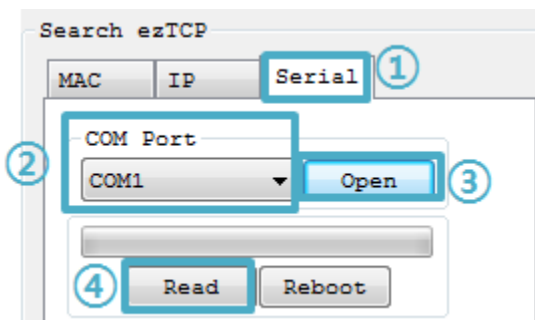 Search ezTCP
MAC IP Serial ①
COM Port
② COM1 Open ③
④ Read Reboot